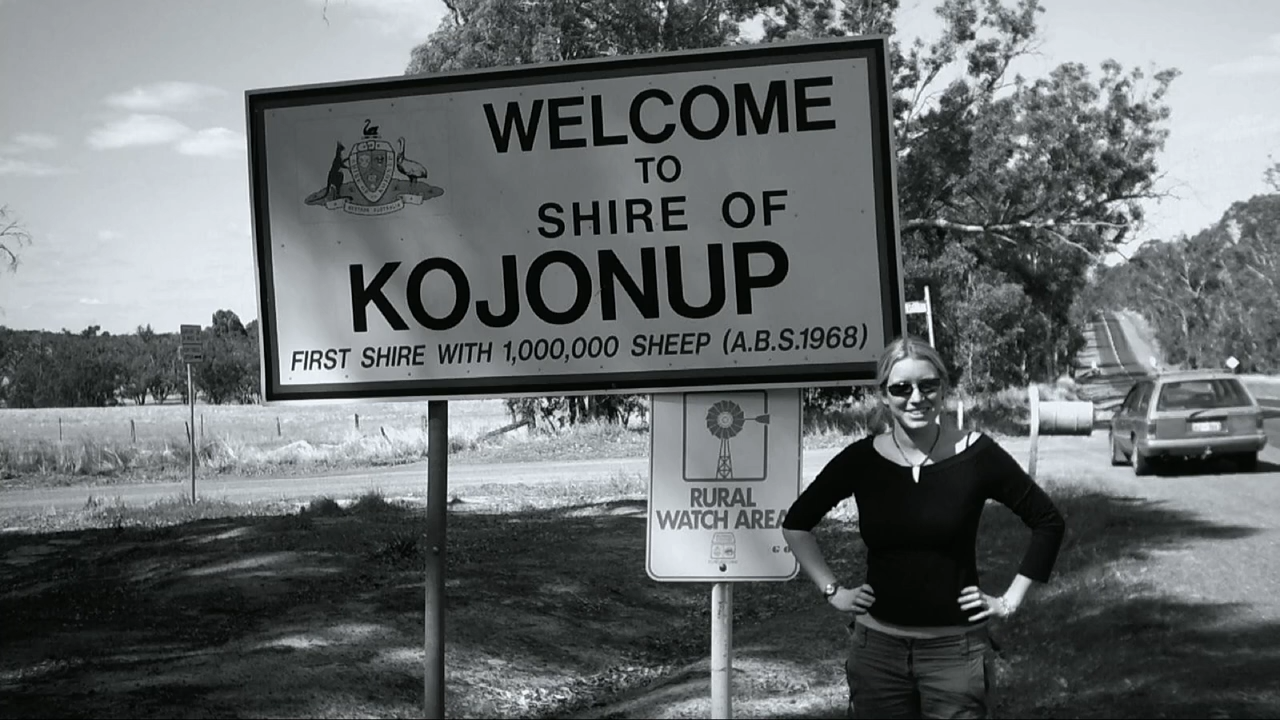 WELCOME
TO
SHIRE OF
KOJONUP
FIRST SHIRE WITH 1,000,000 SHEEP (A.B.S.1968)
RURAL
WATCH AREA